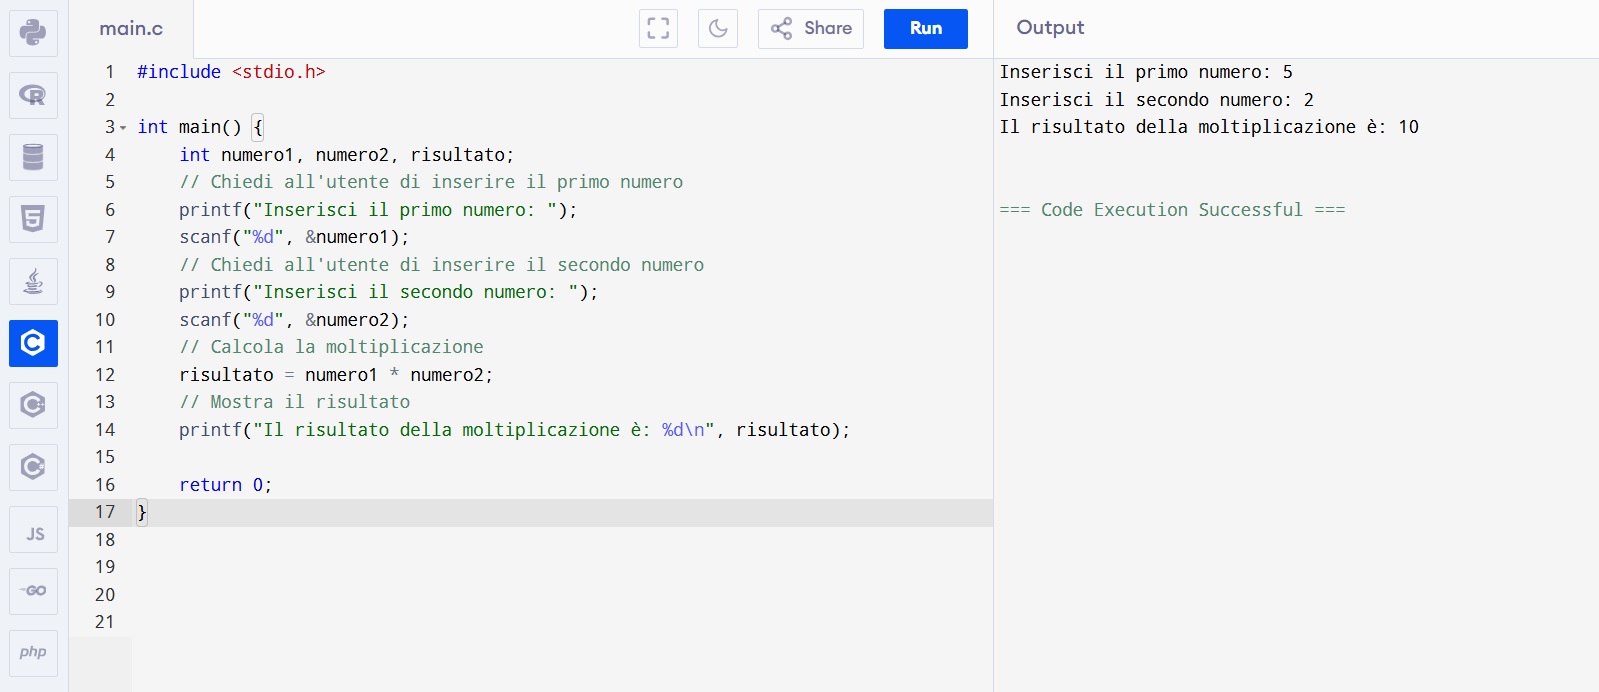 main.c
Share
Run
Output
1 #include <stdio.h>
2
3 int main() {
4     int numero1, numero2, risultato;
5     // Chiedi all'utente di inserire il primo numero
6     printf("Inserisci il primo numero: ");
7     scanf("%d", &numero1);
8     // Chiedi all'utente di inserire il secondo numero
9     printf("Inserisci il secondo numero: ");
10     scanf("%d", &numero2);
11     // Calcola la moltiplicazione
12     risultato = numero1 * numero2;
13     // Mostra il risultato
14     printf("Il risultato della moltiplicazione è: %d\n", risultato);
15
16     return 0;
17 }
18
19
20
21
Inserisci il primo numero: 5
Inserisci il secondo numero: 2
Il risultato della moltiplicazione è: 10
=== Code Execution Successful ===
R
5
C
C+
C#
JS
GO
php